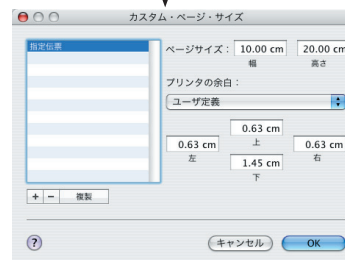 カスタム・ページ・サイズ
指定伝票
ページサイズ： 10.00 cm 20.00 cm
幅 高さ
プリンタの余白：
ユーザ定義
0.63 cm
上
0.63 cm 0.63 cm
左 右
1.45 cm
下
+ − 複製
? キャンセル OK